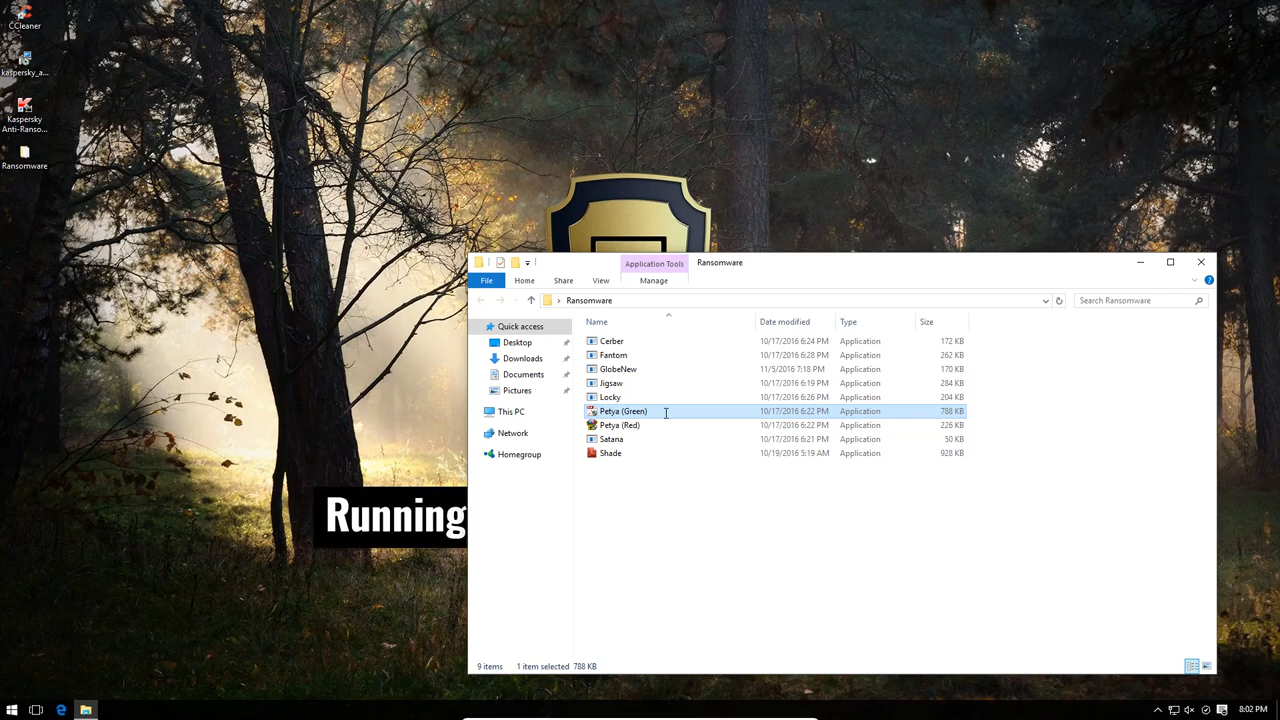 CCleaner
kaspersky_a...
Kaspersky
Anti-Ranso...
Ransomware
Running
Application Tools Ransomware
File Home Share View Manage
Ransomware Search Ransomware
Name Date modified Type Size
Quick access
Desktop
Downloads
Documents
Pictures
This PC
Network
Homegroup
Cerber 10/17/2016 6:24 PM Application 172 KB
Fantom 10/17/2016 6:28 PM Application 262 KB
GlobeNew 11/5/2016 7:18 PM Application 170 KB
Jigsaw 10/17/2016 6:19 PM Application 284 KB
Locky 10/17/2016 6:26 PM Application 204 KB
Petya (Green) 10/17/2016 6:22 PM Application 788 KB
Petya (Red) 10/17/2016 6:22 PM Application 226 KB
Satana 10/17/2016 6:21 PM Application 50 KB
Shade 10/19/2016 5:19 AM Application 928 KB
9 items 1 item selected 788 KB
8:02 PM